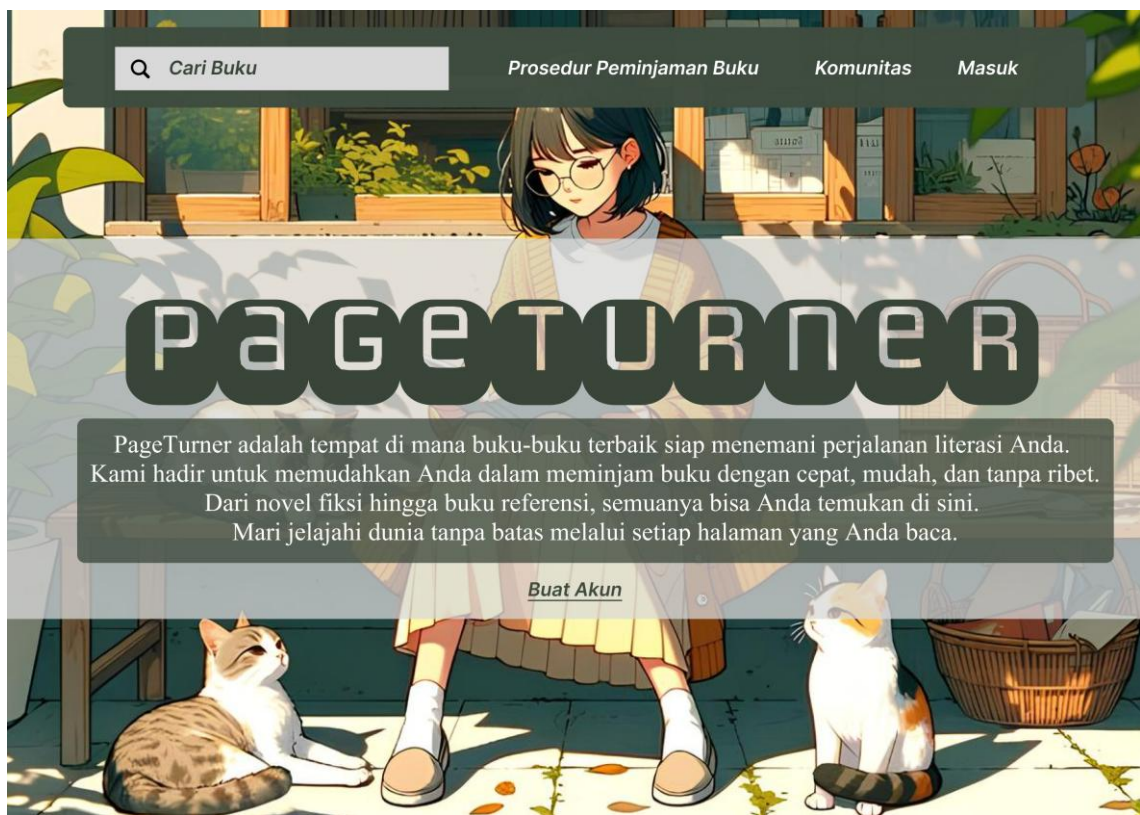 Cari Buku
Prosedur Peminjaman Buku
Komunitas
Masuk
PaGeTURneR
PageTurner adalah tempat di mana buku-buku terbaik siap menemani perjalanan literasi Anda.
Kami hadir untuk memudahkan Anda dalam meminjam buku dengan cepat, mudah, dan tanpa ribet.
Dari novel fiksi hingga buku referensi, semuanya bisa Anda temukan di sini.
Mari jelajahi dunia tanpa batas melalui setiap halaman yang Anda baca.
Buat Akun